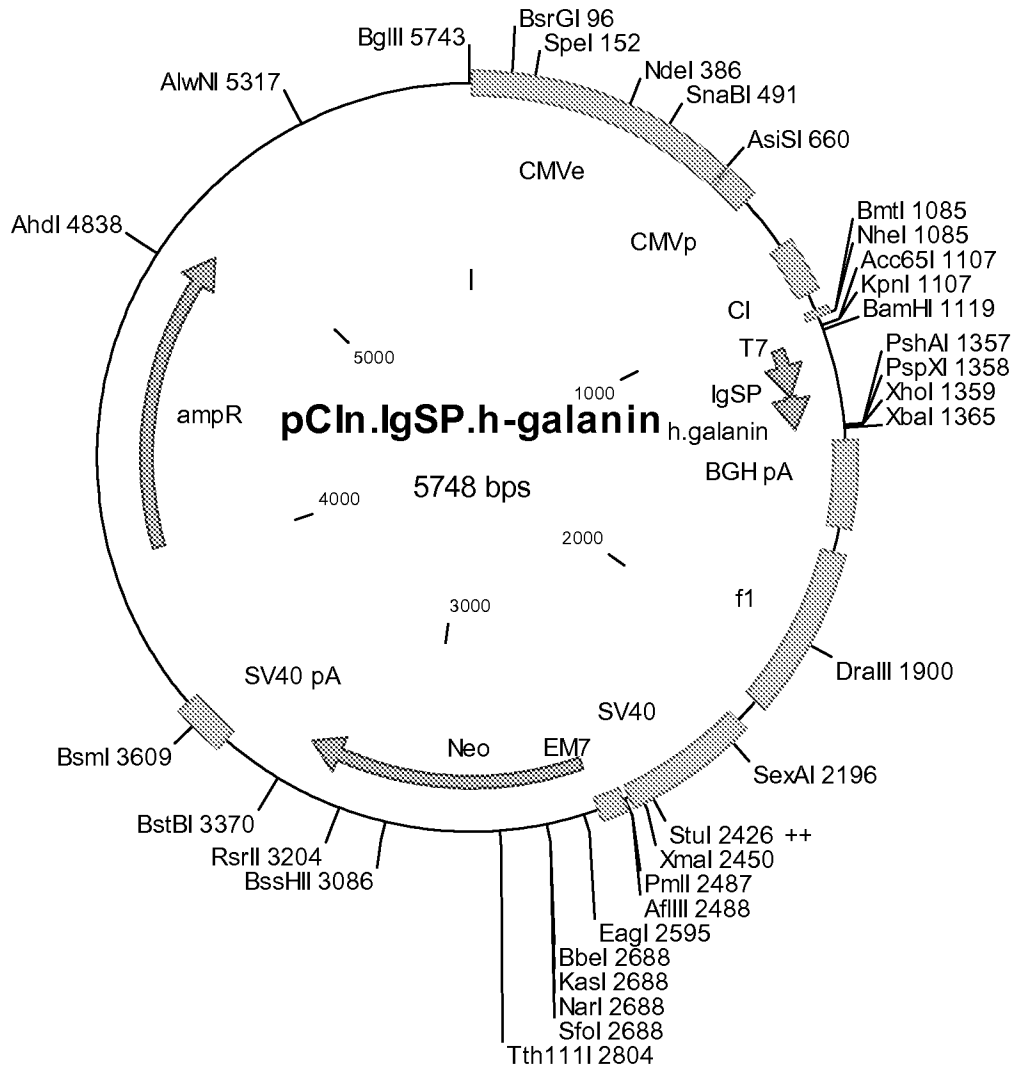 BglII 5743
BsrGI 96
SpeI 152
NdeI 386
SnaBI 491
AsiSI 660
BmtI 1085
NheI 1085
Acc65I 1107
KpnI 1107
BamHI 1119
PshAI 1357
PspXI 1358
XhoI 1359
XbaI 1365
DraIII 1900
SexAI 2196
StuI 2426 ++
XmaI 2450
PmlI 2487
AflIII 2488
EagI 2595
BbeI 2688
KasI 2688
NarI 2688
SfoI 2688
Tth111I 2804
BssHII 3086
RsrII 3204
BstBI 3370
BsmI 3609
AhdI 4838
AlwNI 5317
CMVe
CMVp
I
CI
T7
IgSP
h.galanin
BGH pA
f1
SV40
EM7
Neo
SV40 pA
ampR
pCIn.IgSP.h-galanin
5748 bps
1000
2000
3000
4000
5000